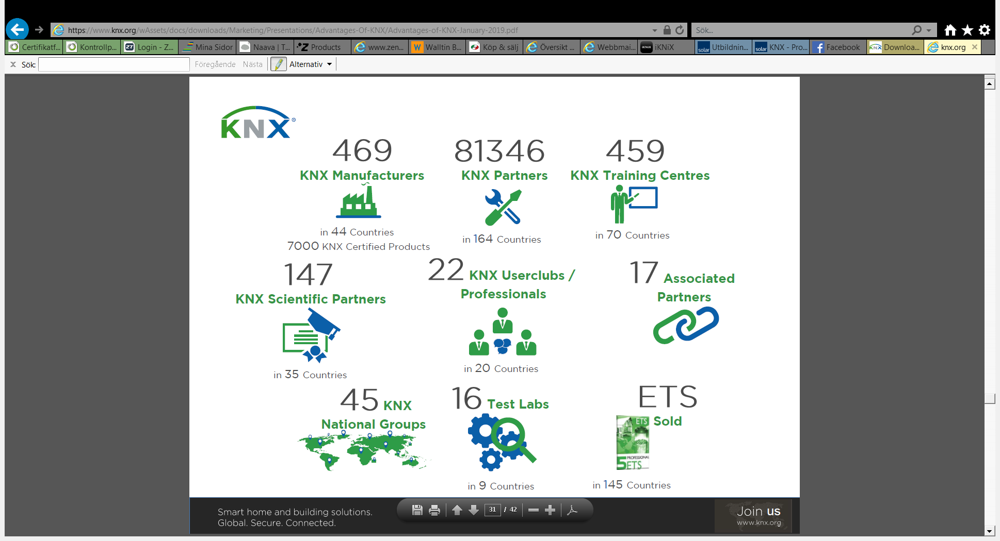 https://www.knx.org/wAssets/docs/downloads/Marketing/Presentations/Advantages-Of-KNX/Advantages-of-KNX-January-2019.pdf
Sök...
Certifikatf... Kontrollp... Login - Z... Mina Sidor Naava | T... Products www.zen... Walltin B... Köp & sälj Översikt ... Webbmai... iKNiX Utbildnin... KNX - Pro... Facebook Downloa... knx.org
x Sök: Föregående Nästa Alternativ
KNX®
469
KNX Manufacturers
in 44 Countries
7000 KNX Certified Products
81346
KNX Partners
in 164 Countries
459
KNX Training Centres
in 70 Countries
147
KNX Scientific Partners
in 35 Countries
22 KNX Userclubs /
Professionals
in 20 Countries
17 Associated
Partners
45 KNX
National Groups
16 Test Labs
in 9 Countries
ETS
Sold
ETS
PROFESSIONAL
5ETS
in 145 Countries
Smart home and building solutions.
Global. Secure. Connected.
31 / 42
Join us
www.knx.org